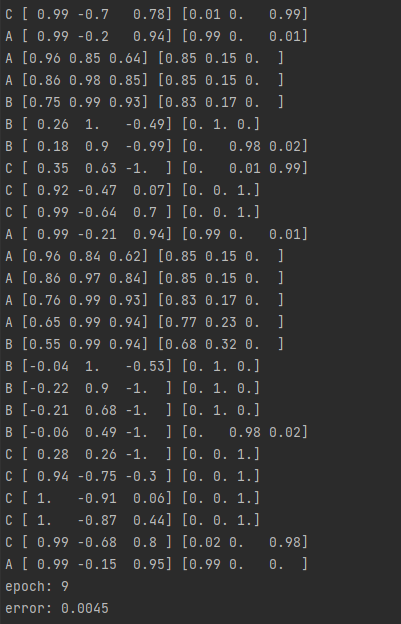 C [ 0.99 -0.7   0.78] [0.01 0.   0.99]
A [ 0.99 -0.2   0.94] [0.99 0.   0.01]
A [0.96 0.85 0.64] [0.85 0.15 0.  ]
A [0.86 0.98 0.85] [0.85 0.15 0.  ]
B [0.75 0.99 0.93] [0.83 0.17 0.  ]
B [ 0.26  1.   -0.49] [0. 1. 0.]
B [ 0.18  0.9  -0.99] [0.   0.98 0.02]
C [ 0.35  0.63 -1.  ] [0.   0.01 0.99]
C [ 0.92 -0.47  0.07] [0. 0. 1.]
C [ 0.99 -0.64  0.7 ] [0. 0. 1.]
A [ 0.99 -0.21  0.94] [0.99 0.   0.01]
A [0.96 0.84 0.62] [0.85 0.15 0.  ]
A [0.86 0.97 0.84] [0.85 0.15 0.  ]
A [0.76 0.99 0.93] [0.83 0.17 0.  ]
A [0.65 0.99 0.94] [0.77 0.23 0.  ]
B [0.55 0.99 0.94] [0.68 0.32 0.  ]
B [-0.04  1.   -0.53] [0. 1. 0.]
B [-0.22  0.9  -1.  ] [0. 1. 0.]
B [-0.21  0.68 -1.  ] [0. 1. 0.]
B [-0.06  0.49 -1.  ] [0.   0.98 0.02]
C [ 0.28  0.26 -1.  ] [0. 0. 1.]
C [ 0.94 -0.75 -0.3 ] [0. 0. 1.]
C [ 1.   -0.91  0.06] [0. 0. 1.]
C [ 1.   -0.87  0.44] [0. 0. 1.]
C [ 0.99 -0.68  0.8 ] [0.02 0.   0.98]
A [ 0.99 -0.15  0.95] [0.99 0.   0.  ]
epoch: 9
error: 0.0045